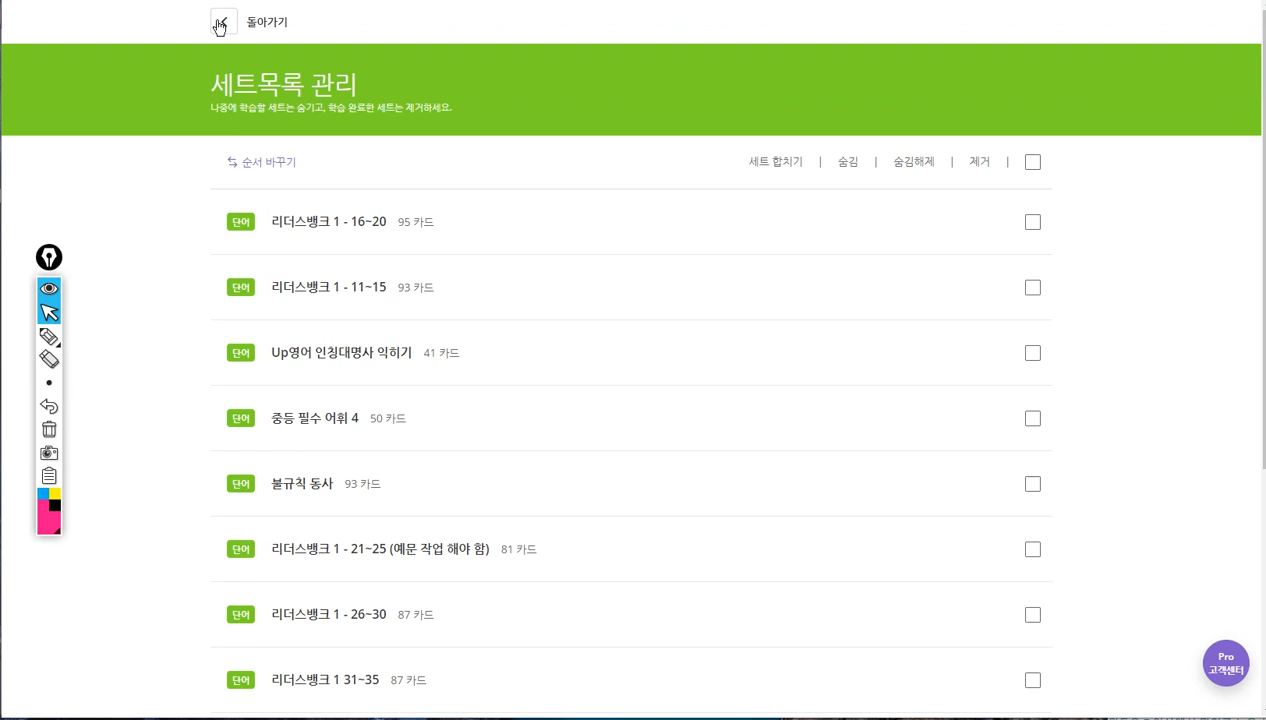 돌아가기
세트목록 관리
나중에 학습할 세트는 숨기고, 학습 완료한 세트는 제거하세요.
순서 바꾸기 세트 합치기 | 숨김 | 숨김해제 | 제거 |
단어 리더스뱅크 1 - 16~20 95 카드
단어 리더스뱅크 1 - 11~15 93 카드
단어 Up영어 인칭대명사 익히기 41 카드
단어 중등 필수 어휘 4 50 카드
단어 불규칙 동사 93 카드
단어 리더스뱅크 1 - 21~25 (예문 작업 해야 함) 81 카드
단어 리더스뱅크 1 - 26~30 87 카드
단어 리더스뱅크 1 31~35 87 카드
Pro
고객센터